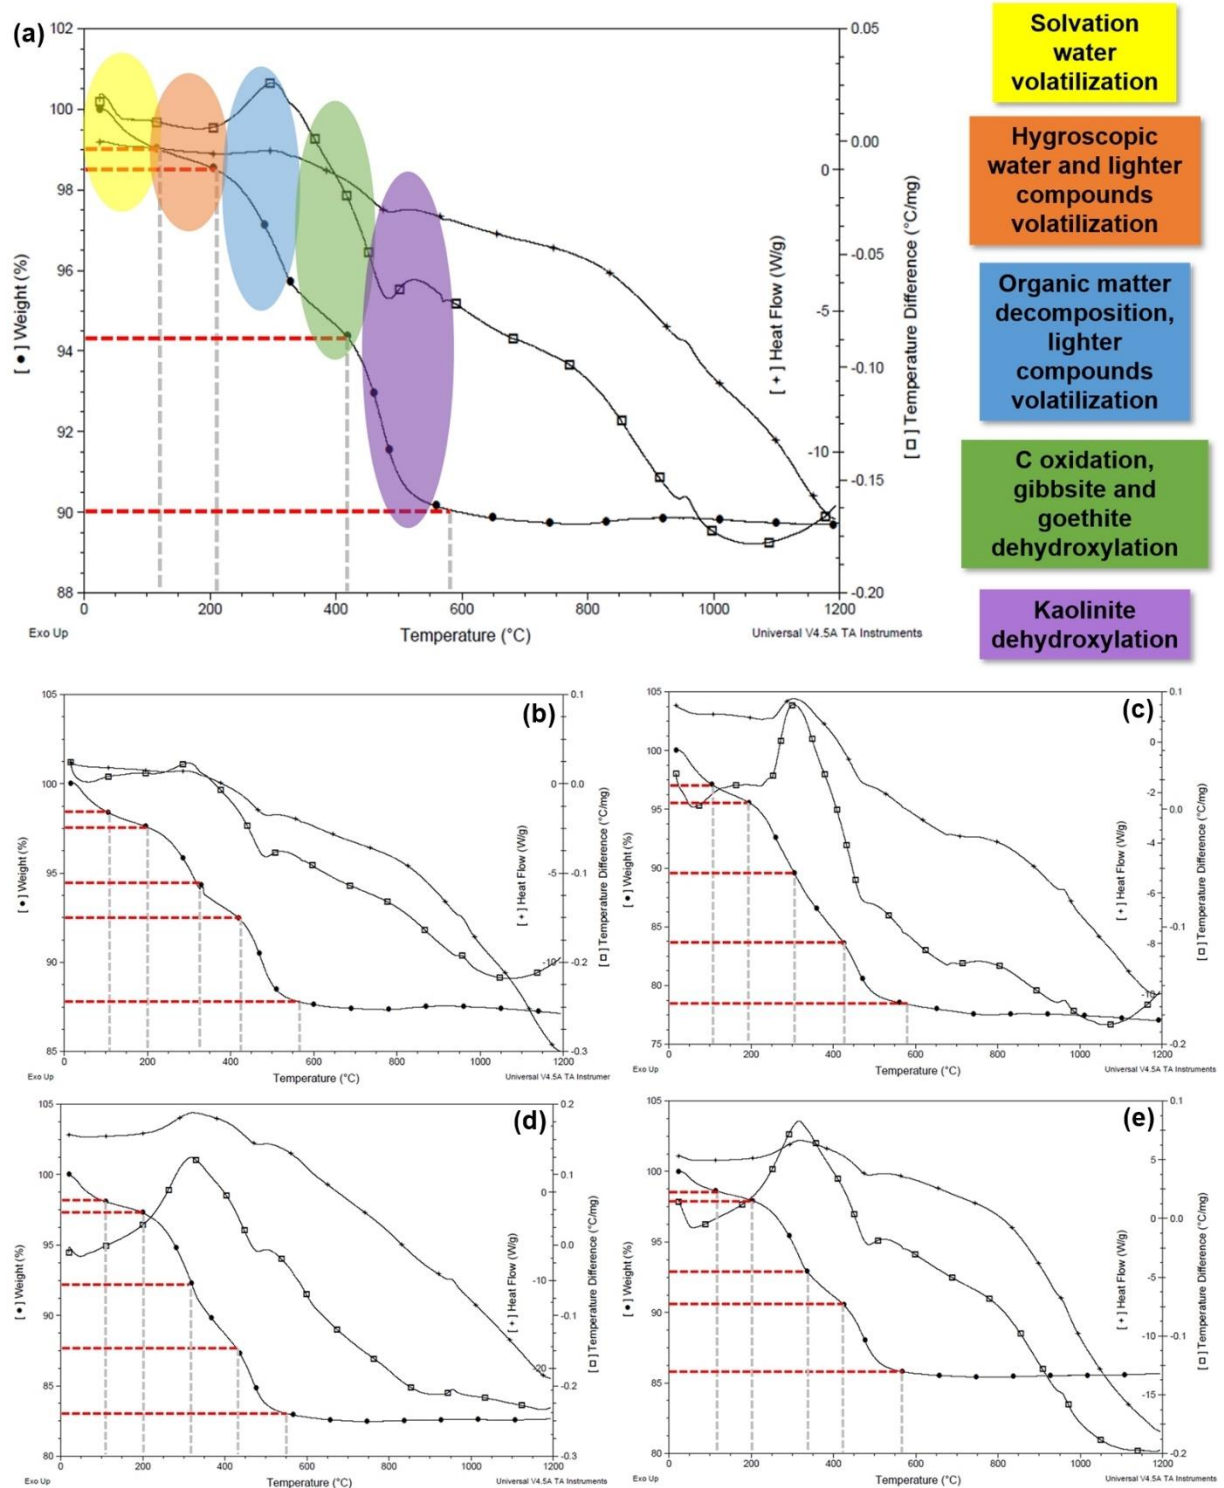 (a)
102
100
98
96
94
92
90
88
[ ● ] Weight (%)
0
200
400
600
800
1000
1200
Temperature (°C)
Exo Up
Universal V4.5A TA Instruments
0
-5
-10
[ + ] Heat Flow (W/g)
0.05
0.00
-0.05
-0.10
-0.15
-0.20
[ □ ] Temperature Difference (°C/mg)
Solvation
water
volatilization
Hygroscopic
water and lighter
compounds
volatilization
Organic matter
decomposition,
lighter
compounds
volatilization
C oxidation,
gibbsite and
goethite
dehydroxylation
Kaolinite
dehydroxylation
(b)
105
100
95
90
85
[ ● ] Weight (%)
0
200
400
600
800
1000
1200
Temperature (°C)
Exo Up
Universal V4.5A TA Instrumer
0
-5
-10
[ + ] Heat Flow (W/g)
0.1
0.0
-0.1
-0.2
-0.3
[ □ ] Temperature Difference (°C/mg)
(c)
105
100
95
90
85
80
75
[ ● ] Weight (%)
0
200
400
600
800
1000
1200
Temperature (°C)
Exo Up
Universal V4.5A TA Instruments
0
-2
-4
-6
-8
-10
[ + ] Heat Flow (W/g)
0.1
0.0
-0.1
-0.2
[ □ ] Temperature Difference (°C/mg)
(d)
105
100
95
90
85
80
[ ● ] Weight (%)
0
200
400
600
800
1000
1200
Temperature (°C)
Exo Up
Universal V4.5A TA Instruments
0
-10
-20
[ + ] Heat Flow (W/g)
0.2
0.1
0.0
-0.1
-0.2
-0.3
[ □ ] Temperature Difference (°C/mg)
(e)
105
100
95
90
85
80
[ ● ] Weight (%)
0
200
400
600
800
1000
1200
Temperature (°C)
Exo Up
Universal V4.5A TA Instruments
5
0
-5
-10
-15
[ + ] Heat Flow (W/g)
0.1
0.0
-0.1
-0.2
[ □ ] Temperature Difference (°C/mg)